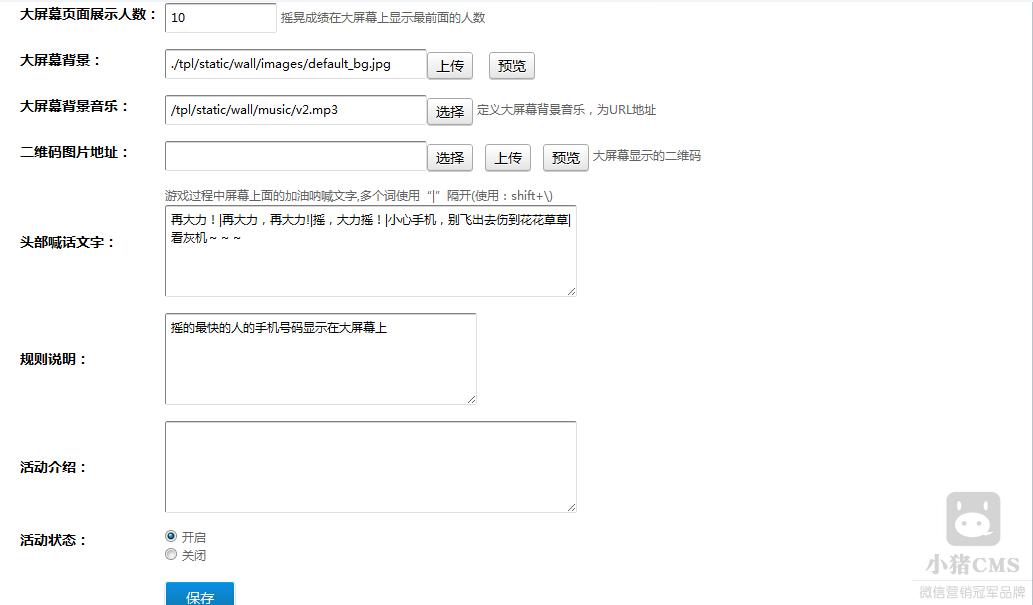 大屏幕页面展示人数： 10 摇晃成绩在大屏幕上显示最前面的人数
大屏幕背景： ./tpl/static/wall/images/default_bg.jpg 上传 预览
大屏幕背景音乐： /tpl/static/wall/music/v2.mp3 选择 定义大屏幕背景音乐，为URL地址
二维码图片地址： 选择 上传 预览 大屏幕显示的二维码
游戏过程中屏幕上面的加油呐喊文字,多个词使用“|”隔开(使用：shift+\)
头部喊话文字： 再大力！|再大力，再大力!|摇，大力摇！|小心手机，别飞出去伤到花花草草|
看灰机～～～
规则说明： 摇的最快的人的手机号码显示在大屏幕上
活动介绍：
活动状态： 开启
关闭
保存
小猪CMS
微信营销冠军品牌